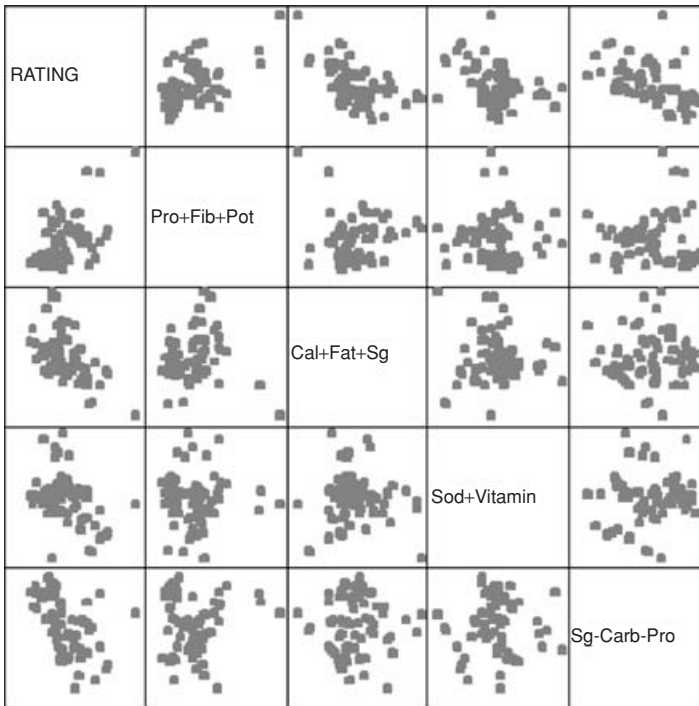 RATING
Pro+Fib+Pot
Cal+Fat+Sg
Sod+Vitamin
Sg-Carb-Pro